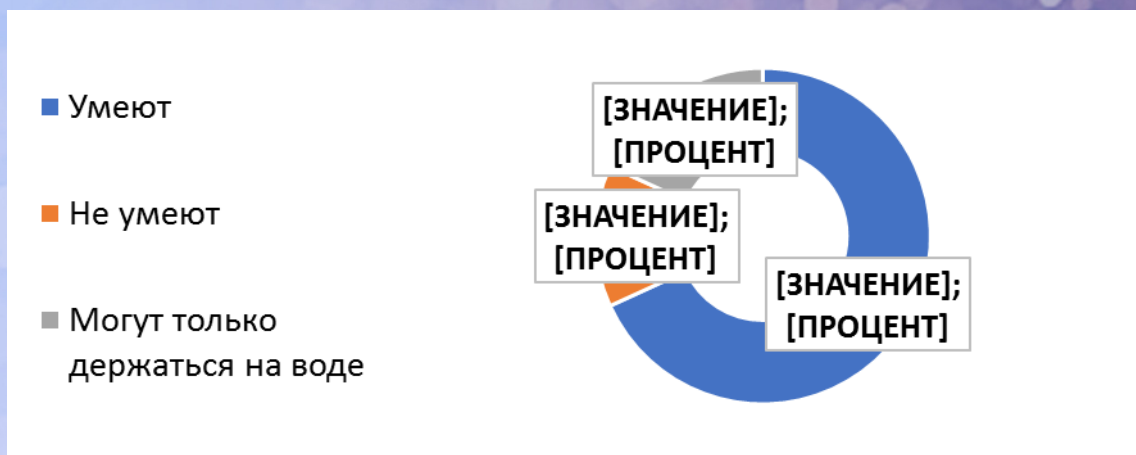 Умеют
Не умеют
Могут только
держаться на воде
[ЗНАЧЕНИЕ];
[ПРОЦЕНТ]
[ЗНАЧЕНИЕ];
[ПРОЦЕНТ]
[ЗНАЧЕНИЕ];
[ПРОЦЕНТ]